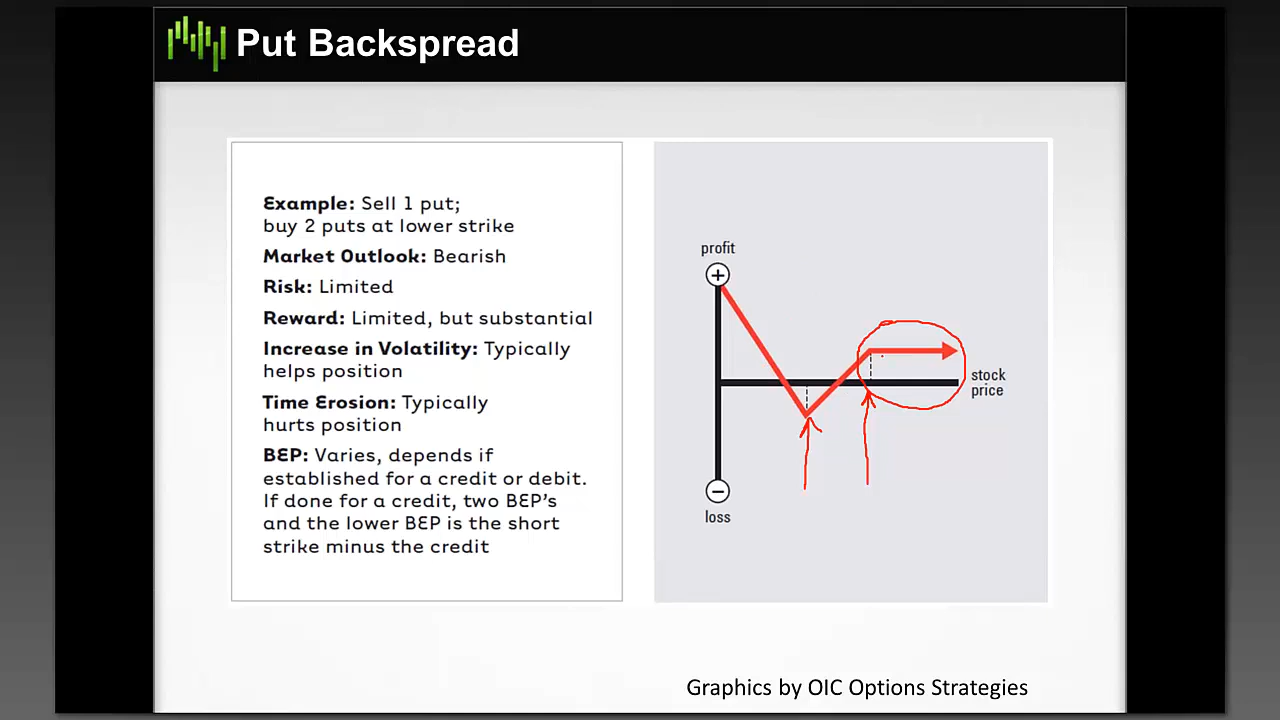 Put Backspread
Example: Sell 1 put;
buy 2 puts at lower strike
Market Outlook: Bearish
Risk: Limited
Reward: Limited, but substantial
Increase in Volatility: Typically
helps position
Time Erosion: Typically
hurts position
BEP: Varies, depends if
established for a credit or debit.
If done for a credit, two BEP's
and the lower BEP is the short
strike minus the credit
profit
+
stock
price
−
loss
Graphics by OIC Options Strategies